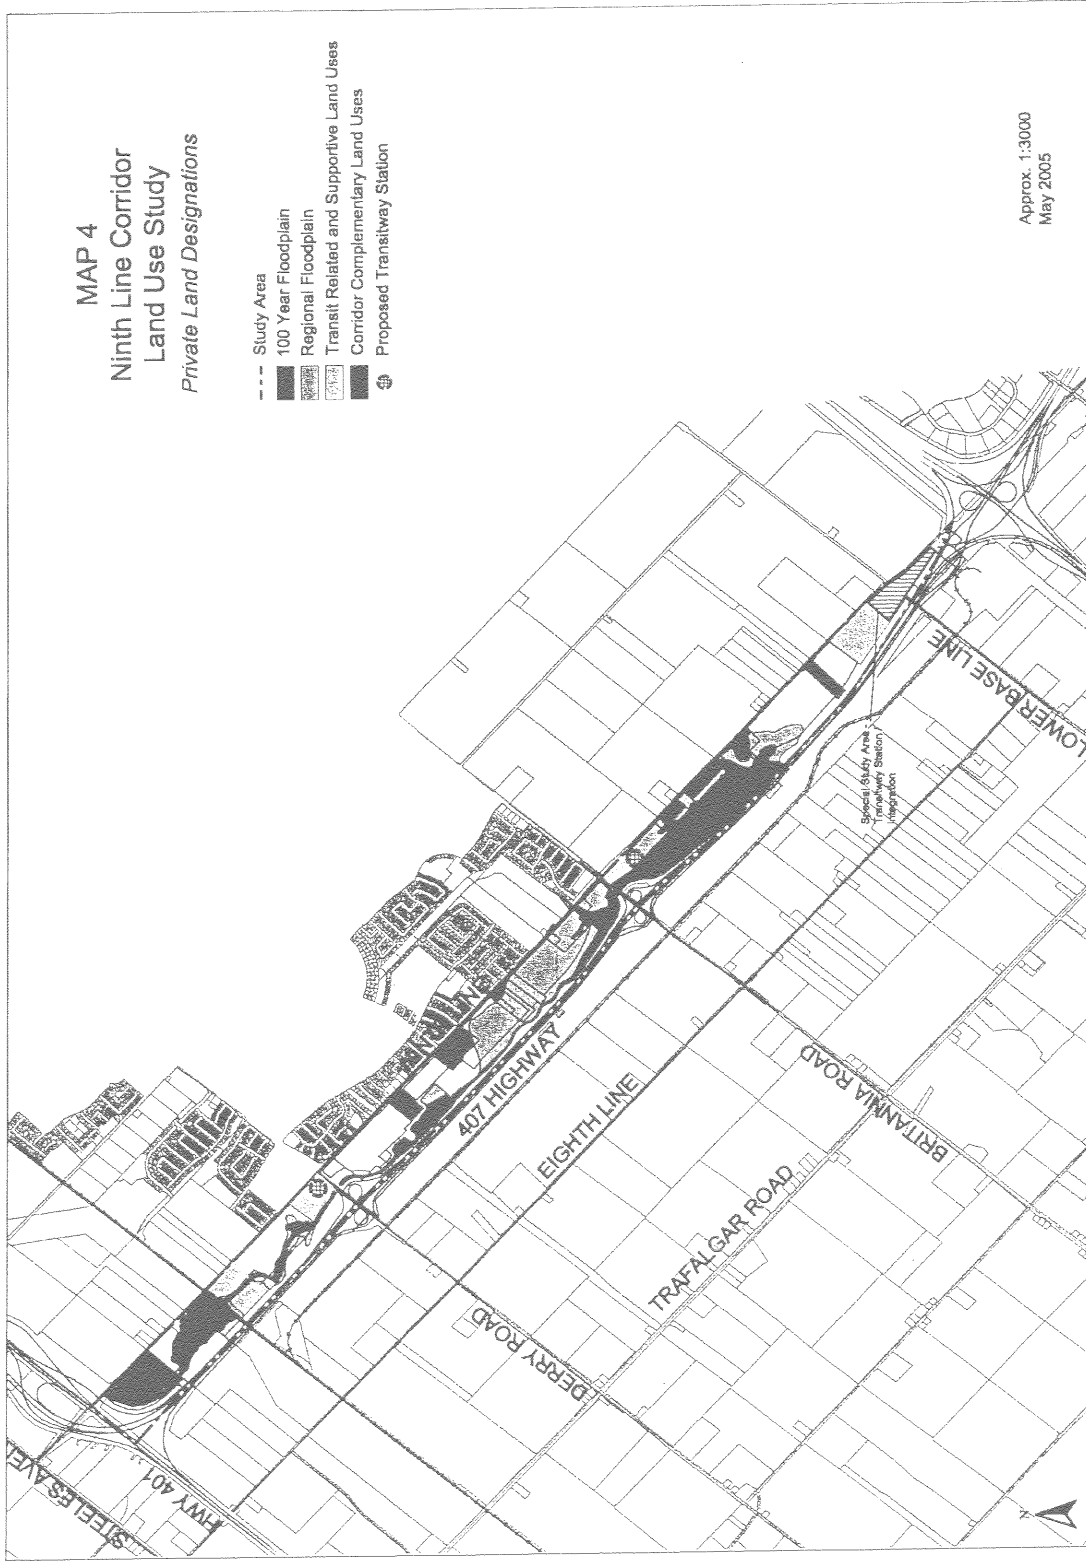 MAP 4
Ninth Line Corridor
Land Use Study
Private Land Designations
Study Area
100 Year Floodplain
Regional Floodplain
Transit Related and Supportive Land Uses
Corridor Complementary Land Uses
Proposed Transitway Station
Approx. 1:3000
May 2005
STEELES AVE
HWY 401
407 HIGHWAY
EIGHTH LINE
DERRY ROAD
TRAFALGAR ROAD
BRITANNIA ROAD
LOWER BASE LINE
Special Study Area -
Transitway Station /
Integration
N